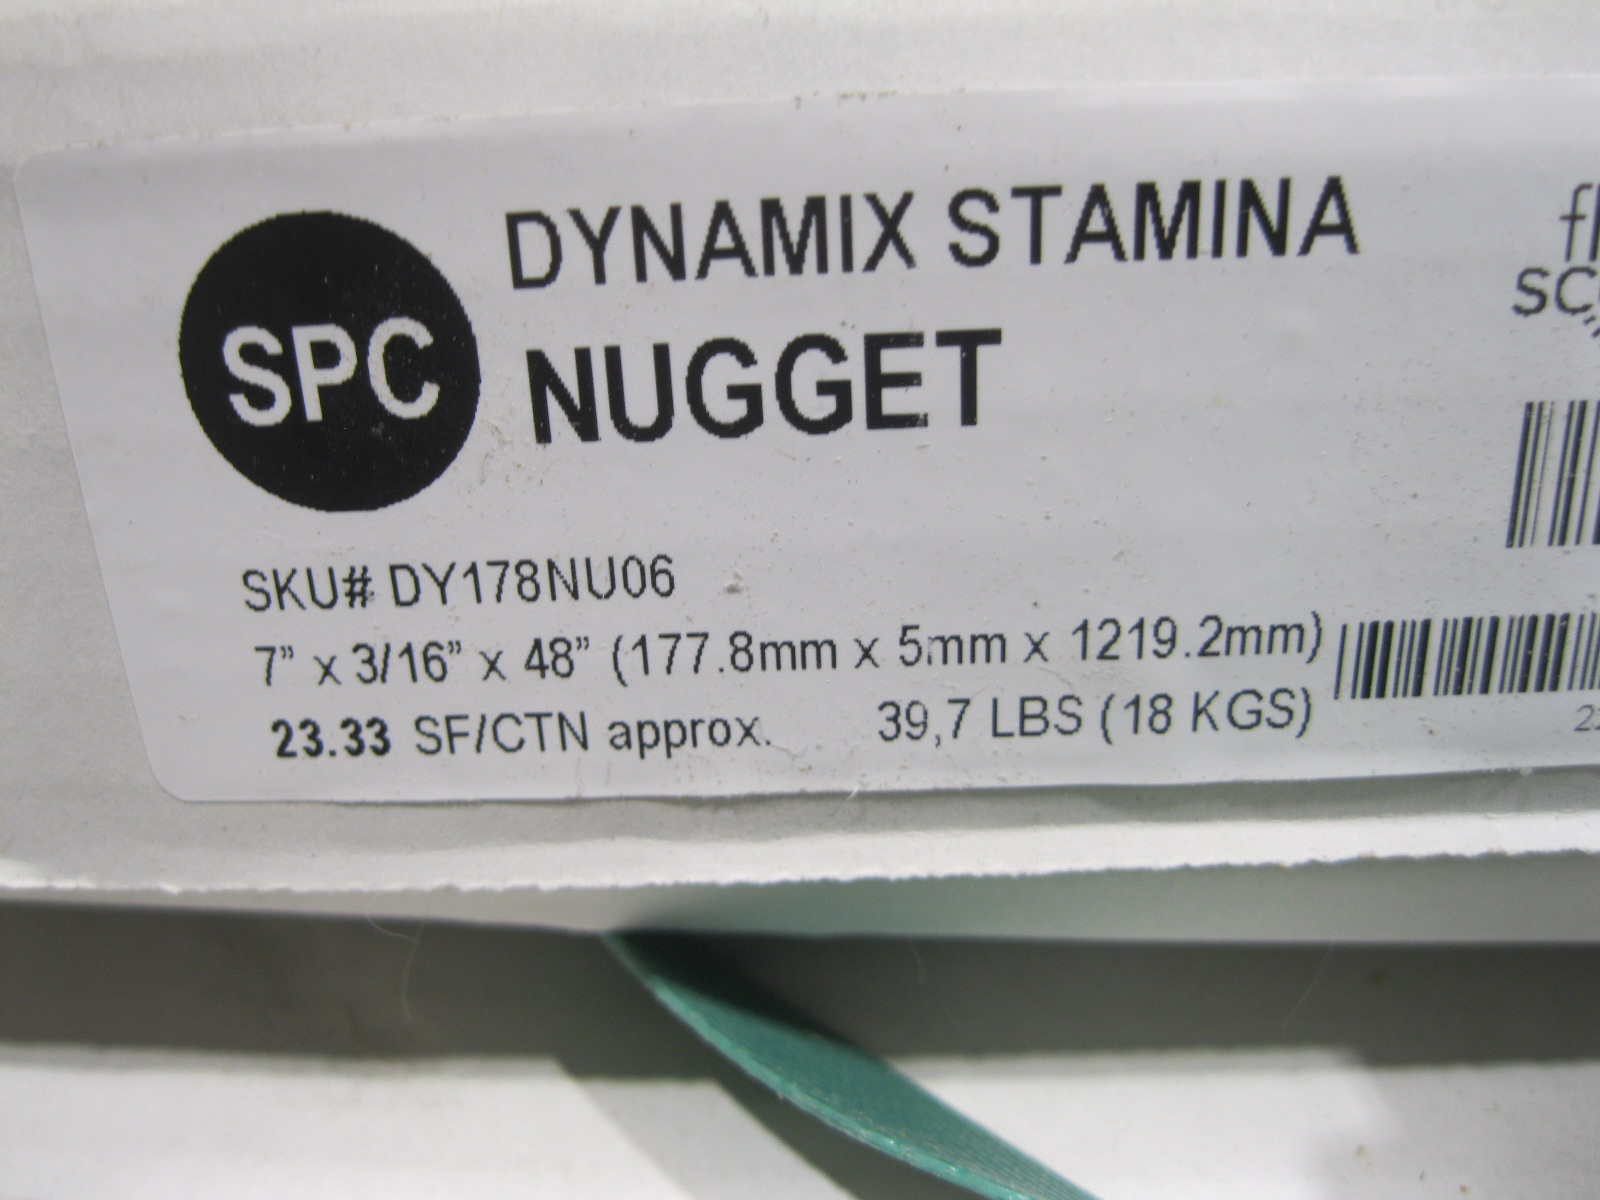 SPC
DYNAMIX STAMINA
NUGGET
SKU# DY178NU06
7” x 3/16” x 48” (177.8mm x 5mm x 1219.2mm)
23.33 SF/CTN approx. 39,7 LBS (18 KGS)